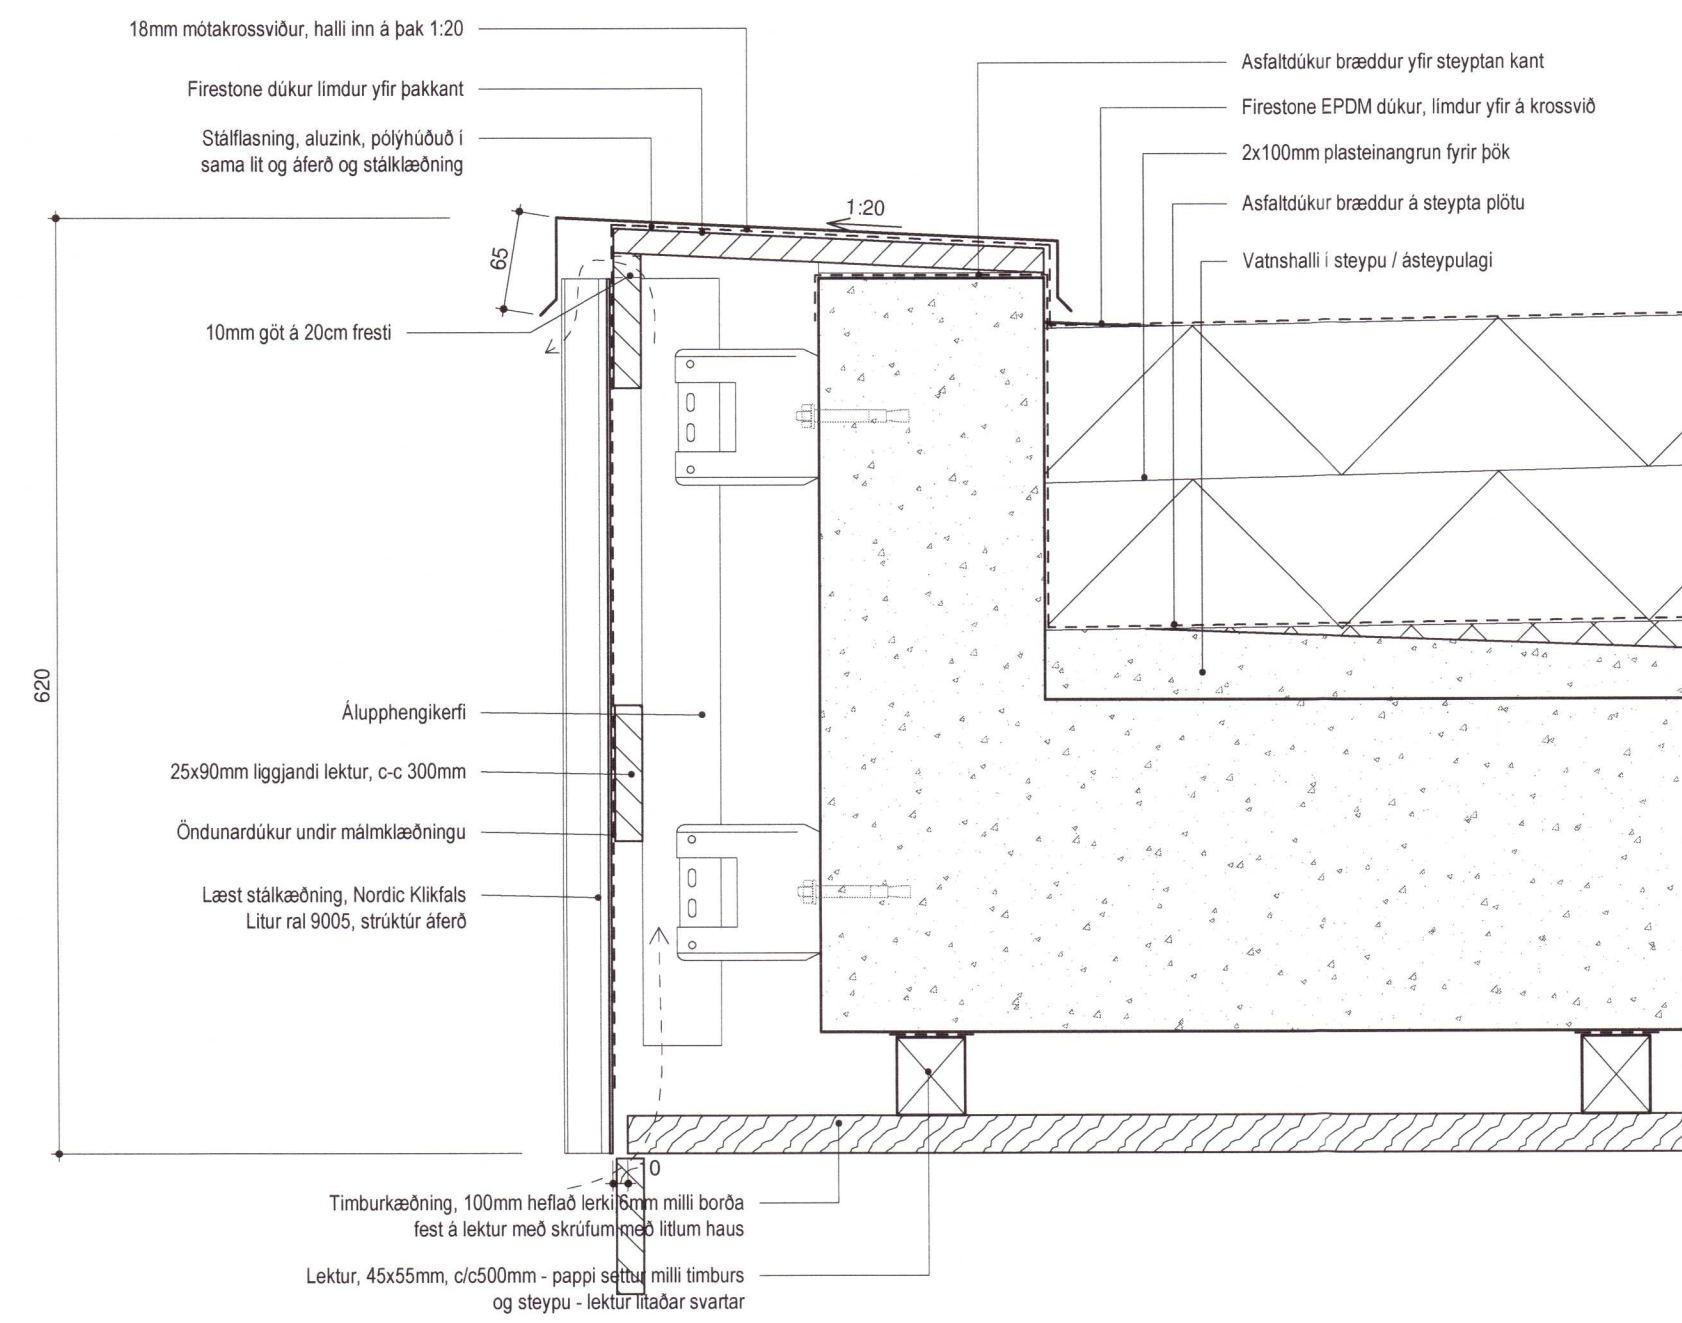 18mm mótakrossviður, halli inn á þak 1:20
Firestone dúkur límdur yfir þakkant
Stálflasning, aluzink, pólýhúðuð í
sama lit og áferð og stálklæðning
Asfaltdúkur bræddur yfir steyptan kant
Firestone EPDM dúkur, límdur yfir á krossvið
2x100mm plasteinangrun fyrir þök
Asfaltdúkur bræddur á steypta plötu
Vatnshalli í steypu / ásteypulagi
1:20
65
10mm göt á 20cm fresti
620
Álupphengikerfi
25x90mm liggjandi lektur, c-c 300mm
Öndunardúkur undir málmklæðningu
Læst stálkæðning, Nordic Klikfals
Litur ral 9005, strúktúr áferð
10
Timburkæðning, 100mm heflað lerki 6mm milli borða
fest á lektur með skrúfum með litlum haus
Lektur, 45x55mm, c/c500mm - pappi settur milli timburs
og steypu - lektur litaðar svartar